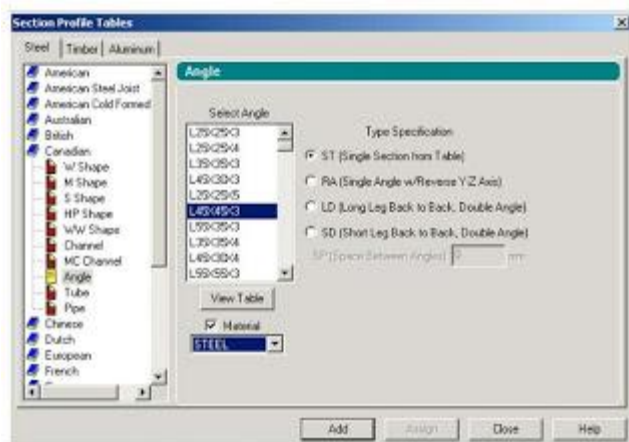 Section Profile Tables
Steel Timber Aluminum
American
American Steel Joist
American Cold Formed
Australian
British
Canadian
W Shape
M Shape
S Shape
HP Shape
WW Shape
Channel
MC Channel
Angle
Tube
Pipe
Chinese
Dutch
European
French
Angle
Select Angle
L25X25X3
L25X25X4
L35X35X3
L45X30X3
L25X25X5
L45X45X3
L55X35X3
L35X35X4
L45X30X4
L55X55X3
View Table
Material
STEEL
Type Specification
ST (Single Section from Table)
RA (Single Angle w/Reverse Y-Z Axis)
LD (Long Leg Back to Back, Double Angle)
SD (Short Leg Back to Back, Double Angle)
SP (Space Between Angles) mm
Add Assign Close Help